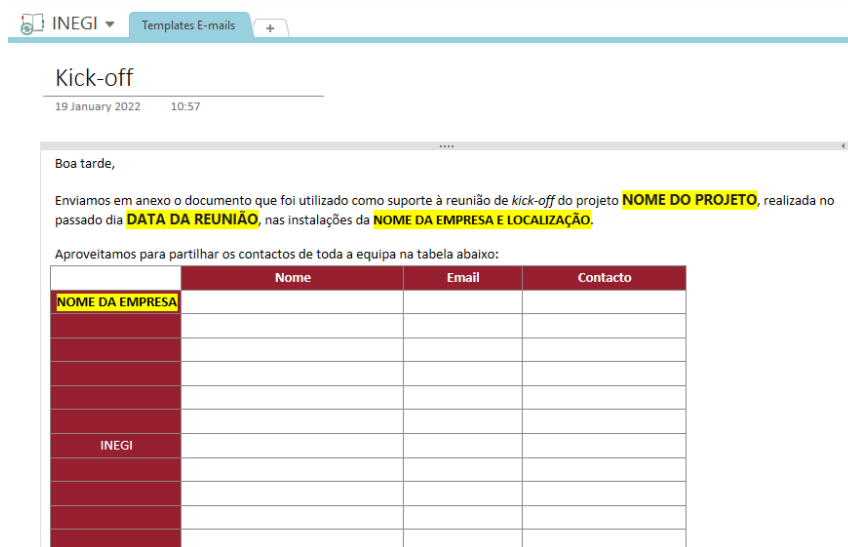 INEGI
Templates E-mails
+
Kick-off
19 January 2022 10:57
Boa tarde,
Enviamos em anexo o documento que foi utilizado como suporte à reunião de kick-off do projeto NOME DO PROJETO, realizada no
passado dia DATA DA REUNIÃO, nas instalações da NOME DA EMPRESA E LOCALIZAÇÃO.
Aproveitamos para partilhar os contactos de toda a equipa na tabela abaixo:
Nome Email Contacto
NOME DA EMPRESA
INEGI